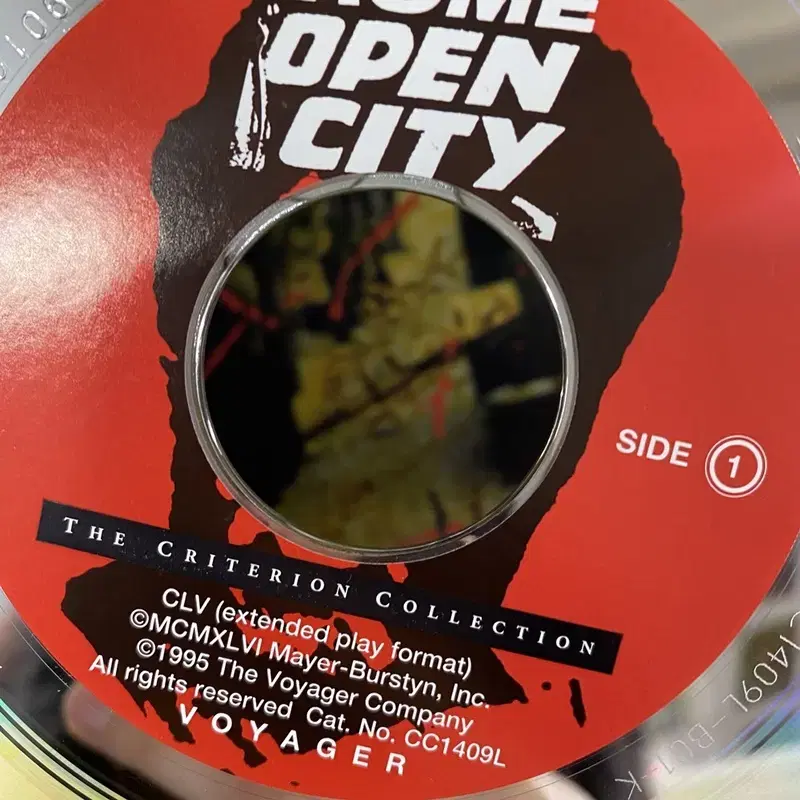 OPEN
CITY
SIDE 1
THE CRITERION COLLECTION
CLV (extended play format)
©MCMXLVI Mayer-Burstyn, Inc.
©1995 The Voyager Company
All rights reserved Cat. No. CC1409L
VOYAGER